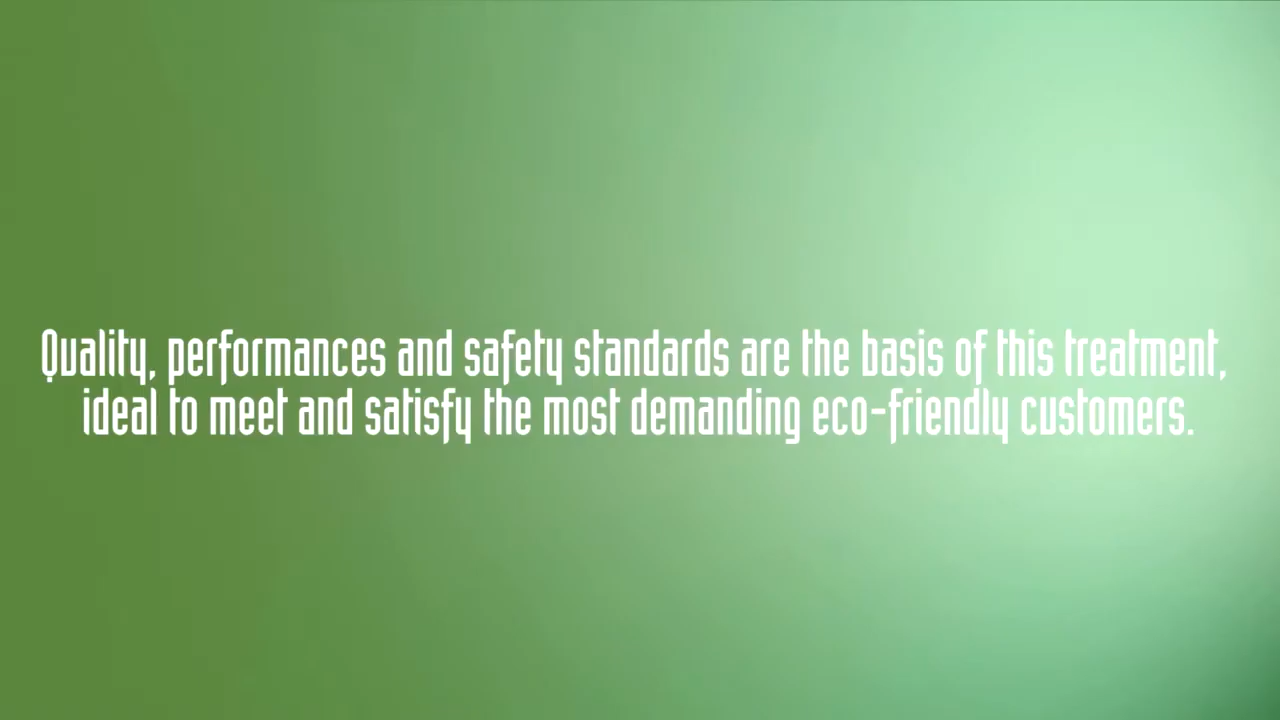 Quality, performances and safety standards are the basis of this treatment,
ideal to meet and satisfy the most demanding eco-friendly customers.